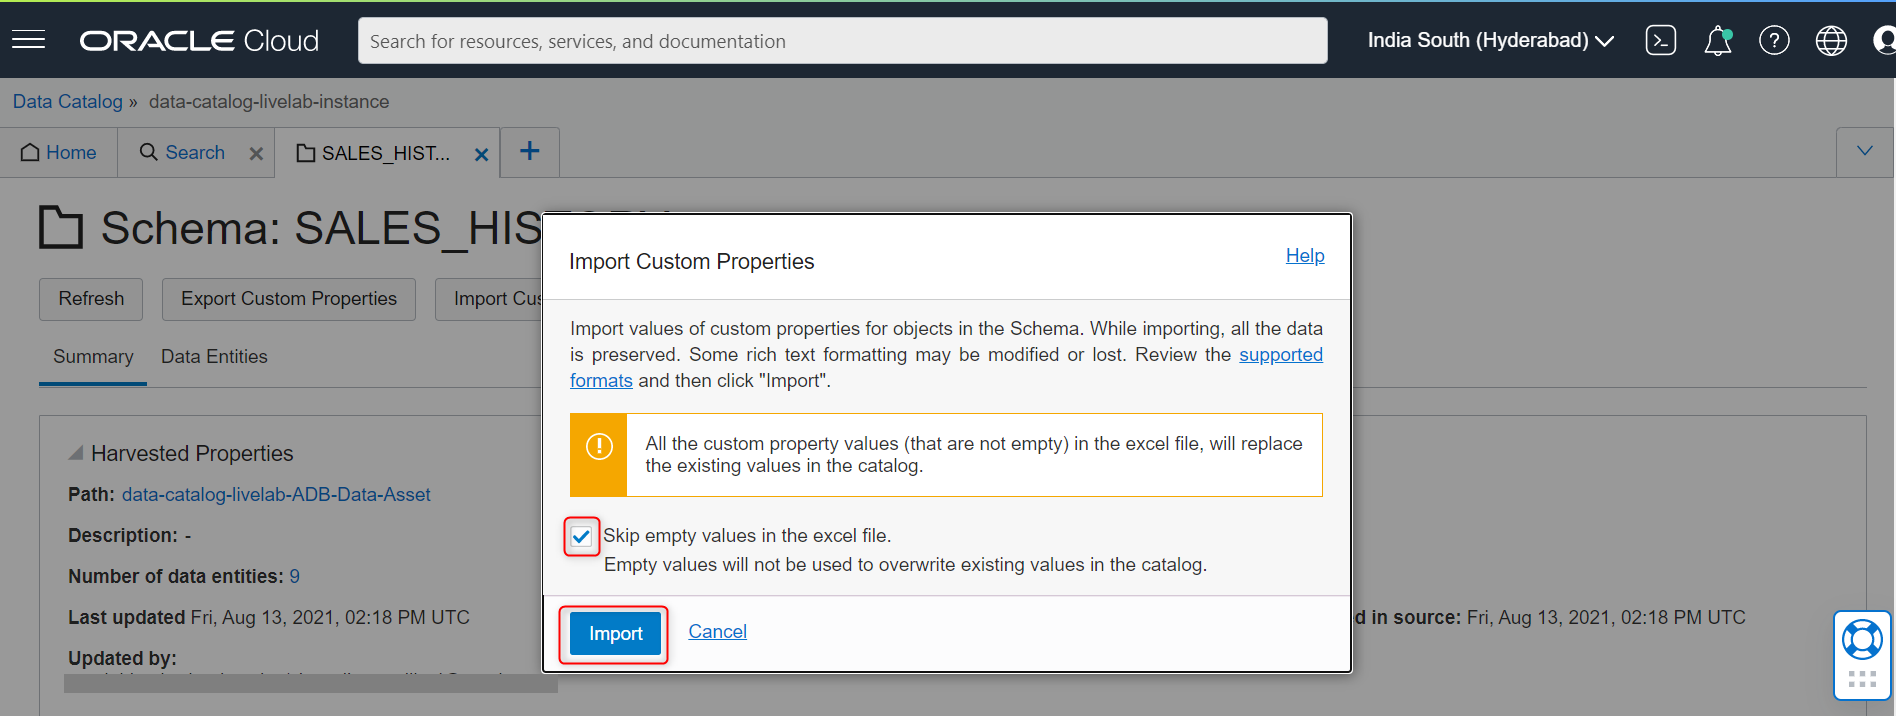 ORACLE Cloud
Search for resources, services, and documentation
India South (Hyderabad)
Data Catalog » data-catalog-livelab-instance
Home
Search
SALES_HIST...
Schema: SALES_HIS
Refresh
Export Custom Properties
Import Cus
Summary
Data Entities
Harvested Properties
Path: data-catalog-livelab-ADB-Data-Asset
Description: -
Number of data entities: 9
Last updated Fri, Aug 13, 2021, 02:18 PM UTC
Updated by:
d in source: Fri, Aug 13, 2021, 02:18 PM UTC
Import Custom Properties
Help
Import values of custom properties for objects in the Schema. While importing, all the data
is preserved. Some rich text formatting may be modified or lost. Review the supported
formats and then click "Import".
All the custom property values (that are not empty) in the excel file, will replace
the existing values in the catalog.
Skip empty values in the excel file.
Empty values will not be used to overwrite existing values in the catalog.
Import
Cancel